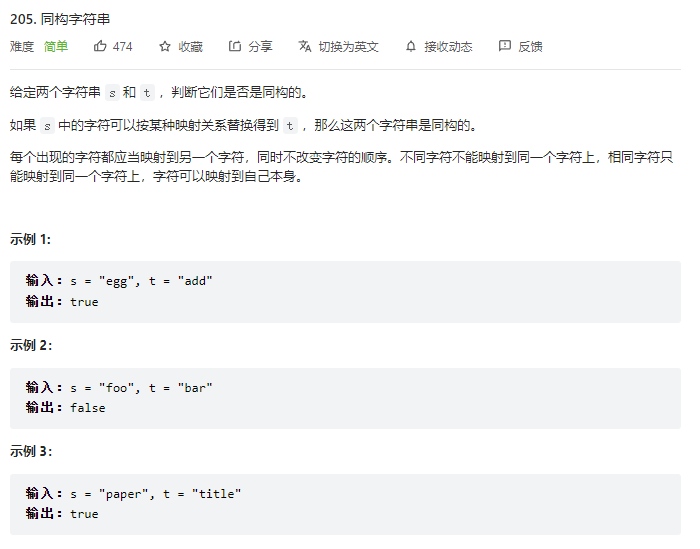 205. 同构字符串
难度 简单 474 收藏 分享 切换为英文 接收动态 反馈
给定两个字符串 s 和 t ，判断它们是否是同构的。
如果 s 中的字符可以按某种映射关系替换得到 t ，那么这两个字符串是同构的。
每个出现的字符都应当映射到另一个字符，同时不改变字符的顺序。不同字符不能映射到同一个字符上，相同字符只
能映射到同一个字符上，字符可以映射到自己本身。
示例 1:
输入：s = "egg", t = "add"
输出：true
示例 2：
输入：s = "foo", t = "bar"
输出：false
示例 3：
输入：s = "paper", t = "title"
输出：true